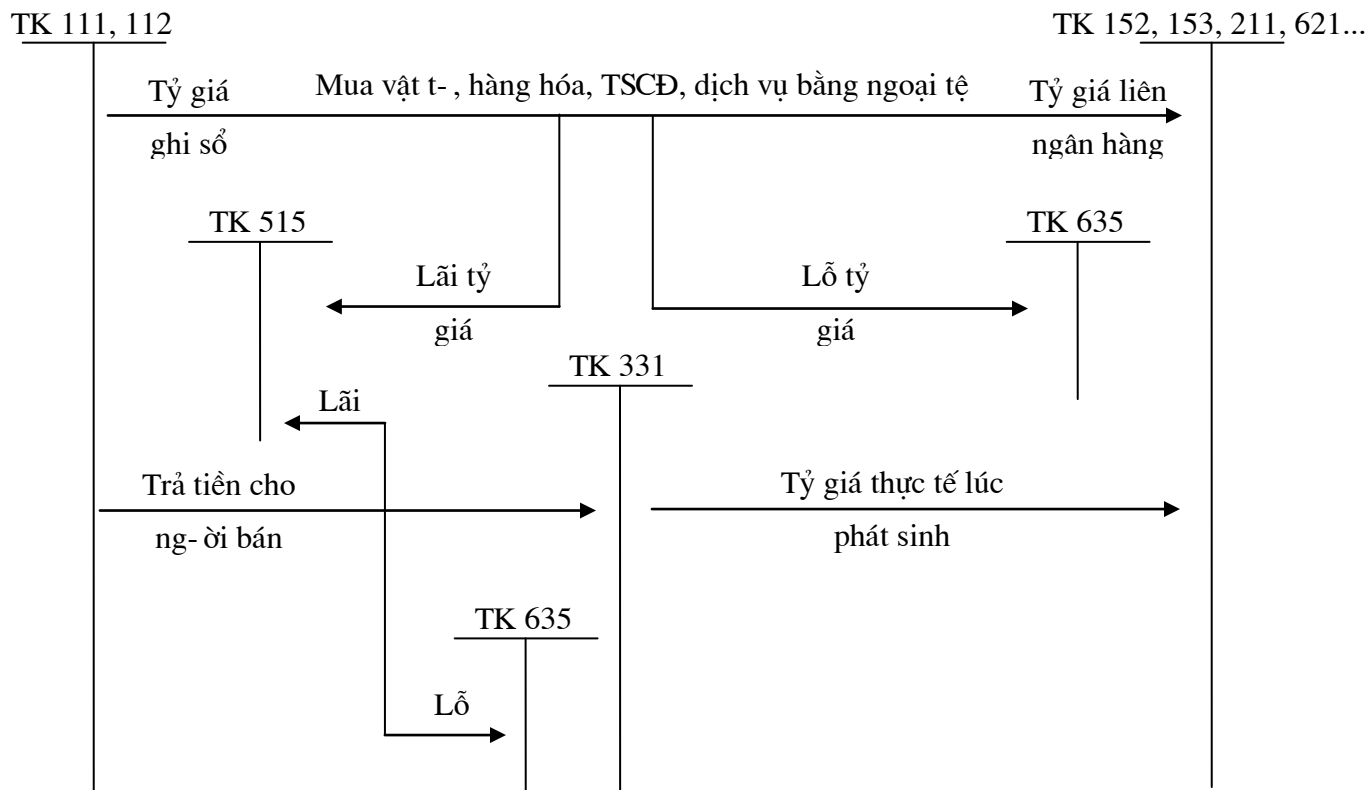 TK 111, 112
TK 152, 153, 211, 621...
Tỷ giá
Mua vật t- , hàng hóa, TSCĐ, dịch vụ bằng ngoại tệ
Tỷ giá liên
ghi sổ
ngân hàng
TK 515
TK 635
Lãi tỷ
Lỗ tỷ
giá
giá
TK 331
Lãi
Trả tiền cho
Tỷ giá thực tế lúc
ng- ời bán
phát sinh
TK 635
Lỗ